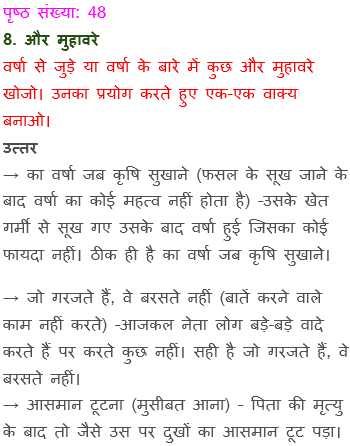 पृष्ठ संख्या: 48
8. और मुहावरे
वर्षा से जुड़े या वर्षा के बारे में कुछ और मुहावरे
खोजो। उनका प्रयोग करते हुए एक-एक वाक्य
बनाओ।
उत्तर
→ का वर्षा जब कृषि सुखाने (फसल के सूख जाने के
बाद वर्षा का कोई महत्व नहीं होता है) –उसके खेत
गर्मी से सूख गए उसके बाद वर्षा हुई जिसका कोई
फायदा नहीं। ठीक ही है का वर्षा जब कृषि सुखाने।
→ जो गरजते हैं, वे बरसते नहीं (बातें करने वाले
काम नहीं करते) –आजकल नेता लोग बड़े-बड़े वादे
करते हैं पर करते कुछ नहीं। सही है जो गरजते हैं, वे
बरसते नहीं।
→ आसमान टूटना (मुसीबत आना) - पिता की मृत्यु
के बाद तो जैसे उस पर दुखों का आसमान टूट पड़ा।